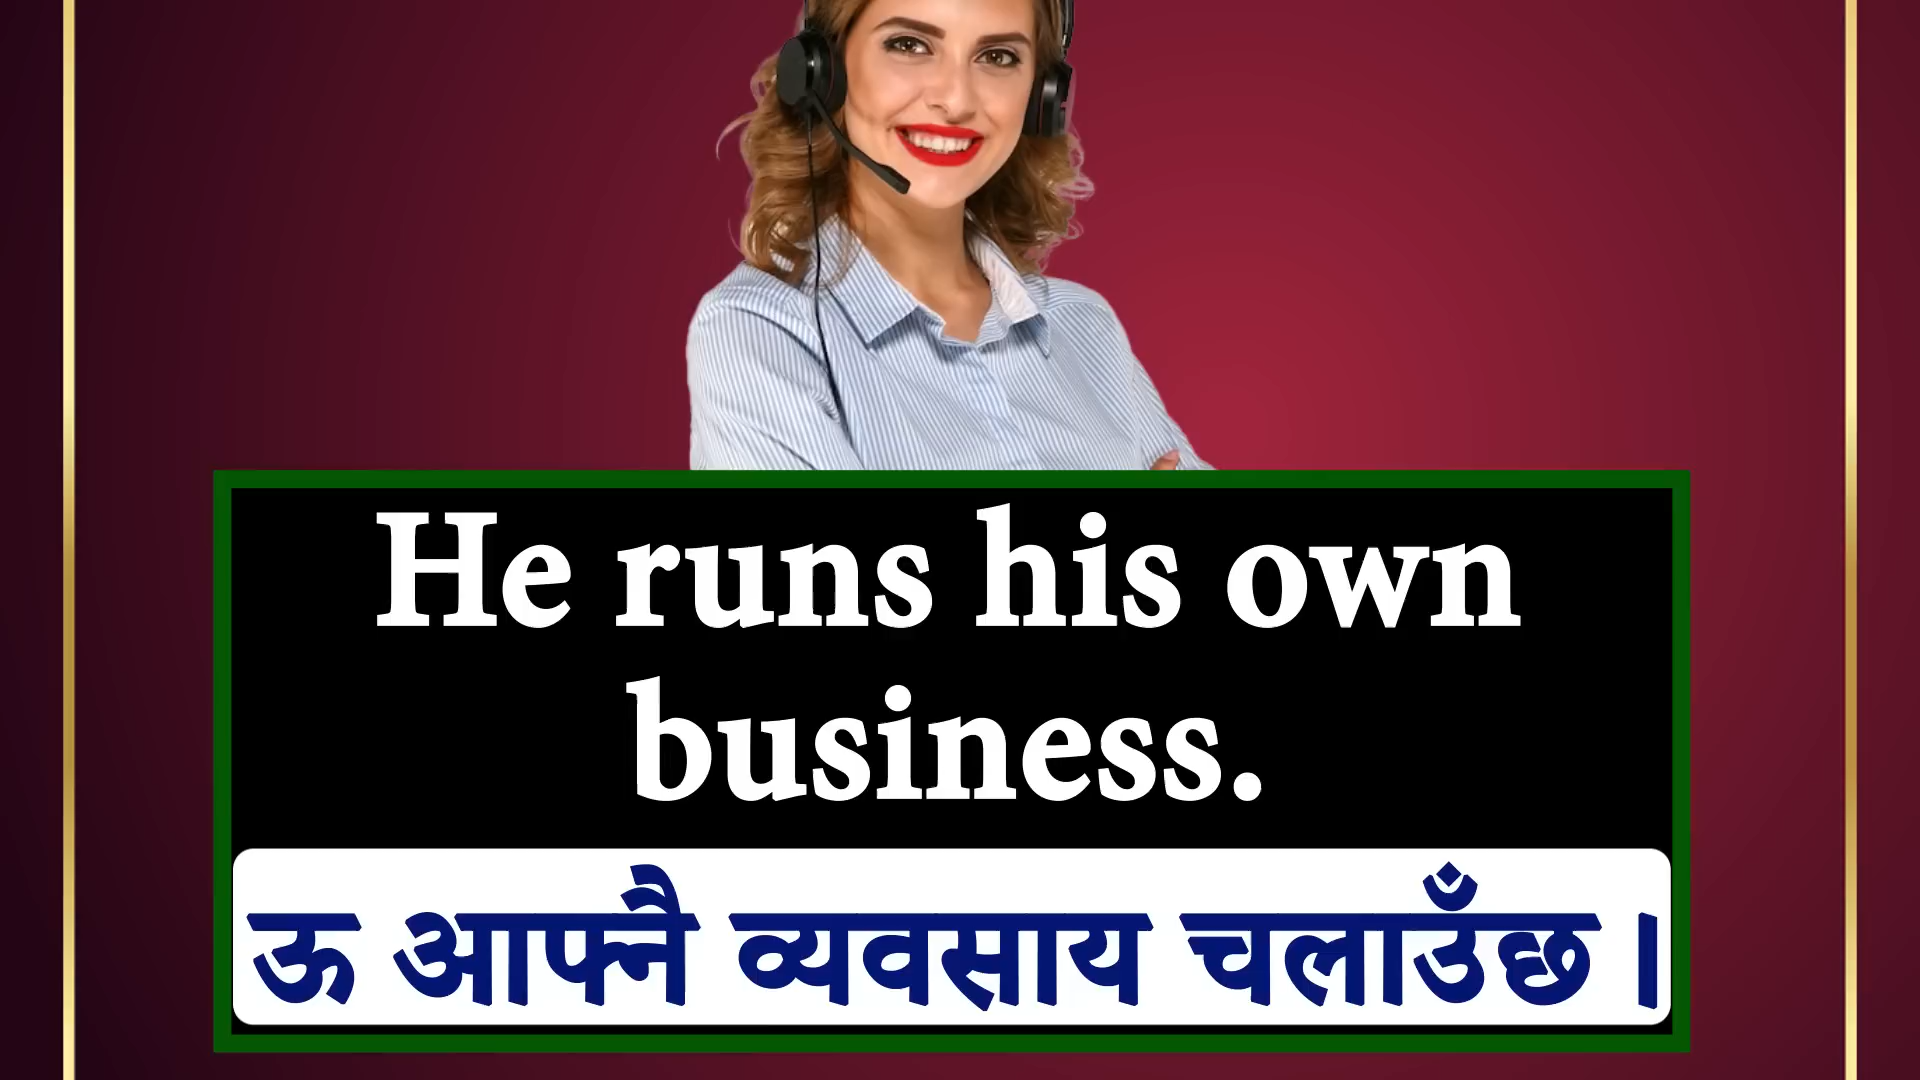 He runs his own
business.
ऊ आफ्नै व्यवसाय चलाउँछ ।